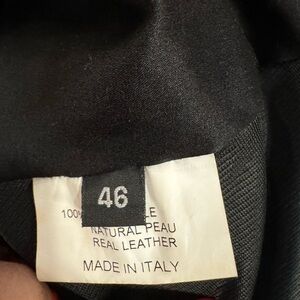 46
100%
NATURAL PEAU
REAL LEATHER
MADE IN ITALY